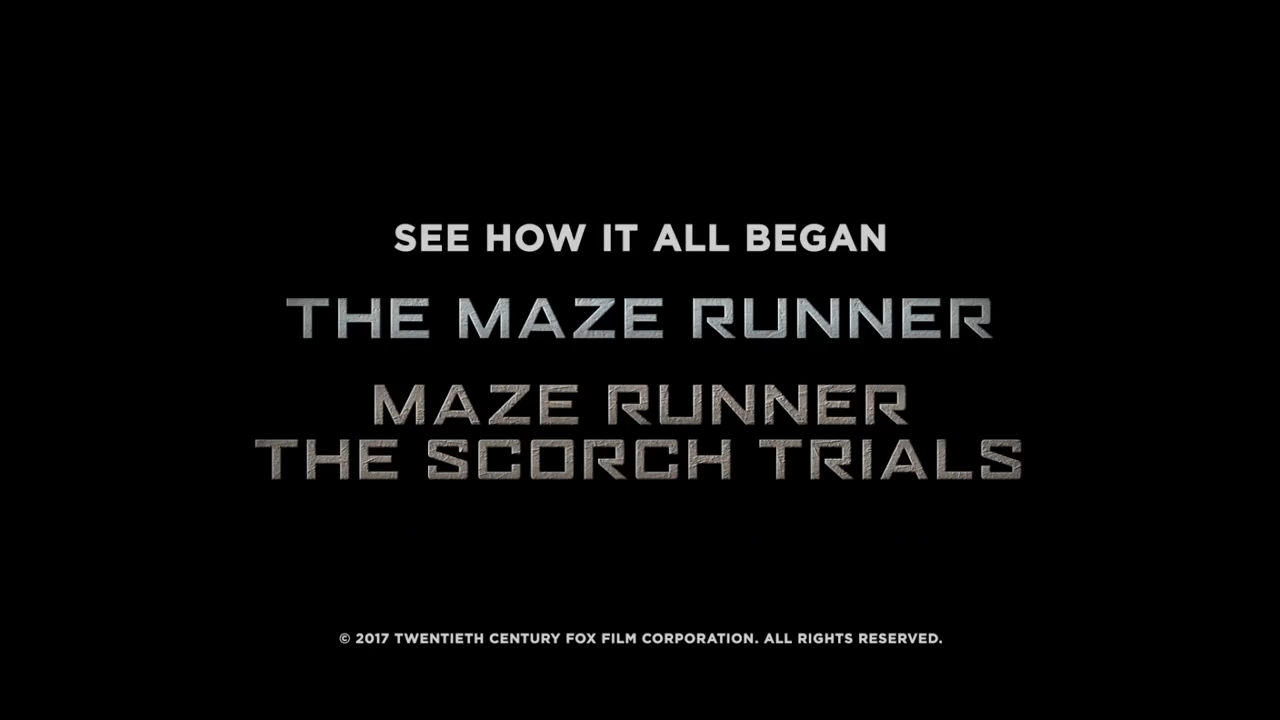 SEE HOW IT ALL BEGAN
THE MAZE RUNNER
MAZE RUNNER
THE SCORCH TRIALS
© 2017 TWENTIETH CENTURY FOX FILM CORPORATION. ALL RIGHTS RESERVED.